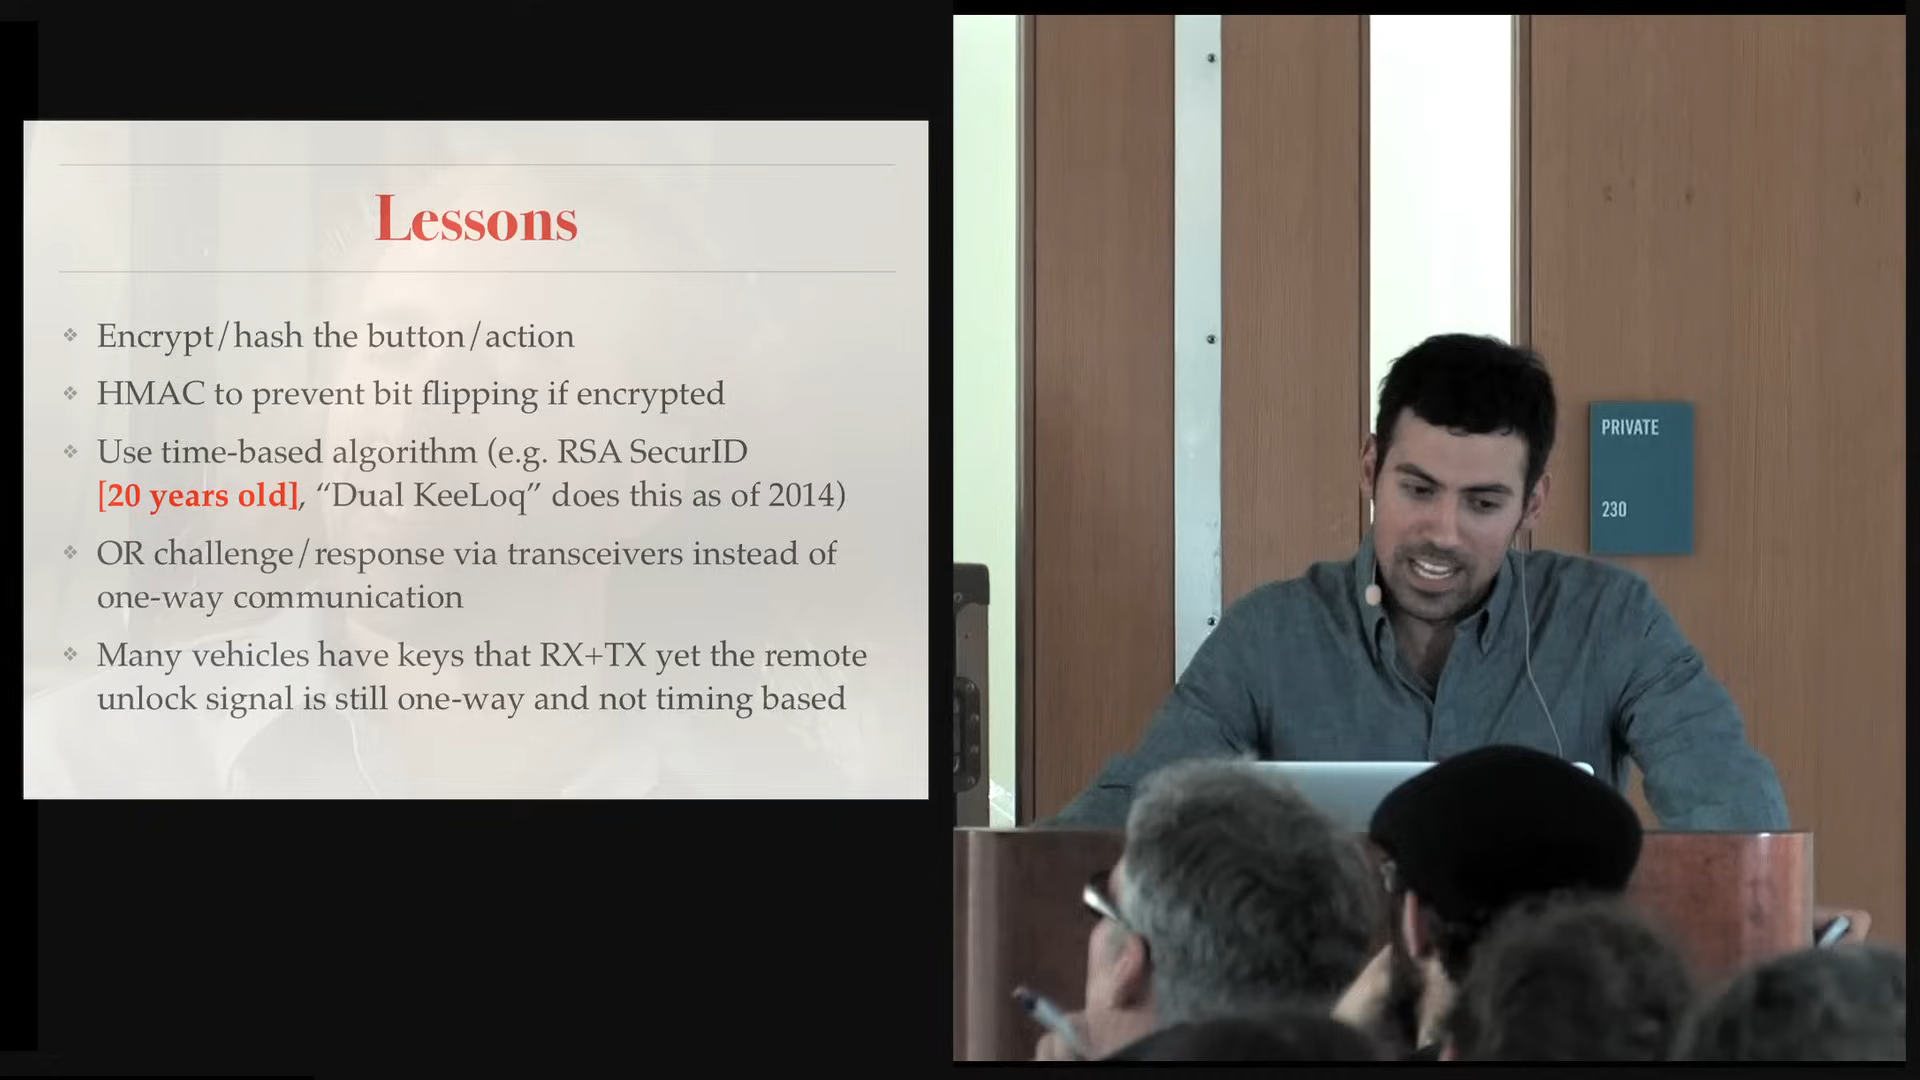 Lessons
Encrypt/hash the button/action
HMAC to prevent bit flipping if encrypted
Use time-based algorithm (e.g. RSA SecurID
[20 years old], “Dual KeeLoq” does this as of 2014)
OR challenge/response via transceivers instead of
one-way communication
Many vehicles have keys that RX+TX yet the remote
unlock signal is still one-way and not timing based
PRIVATE
230